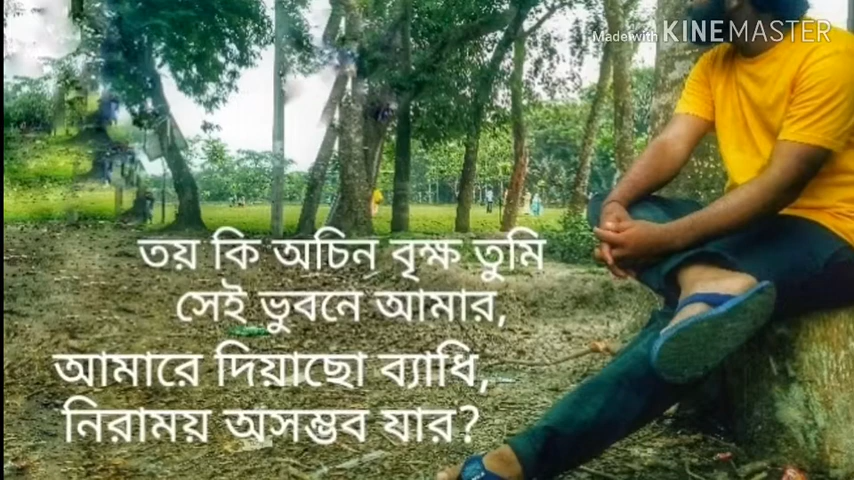 Made with KINEMASTER
তয় কি অচিন বৃক্ষ তুমি
সেই ভুবনে আমার,
আমারে দিয়াছো ব্যাধি,
নিরাময় অসম্ভব যার?